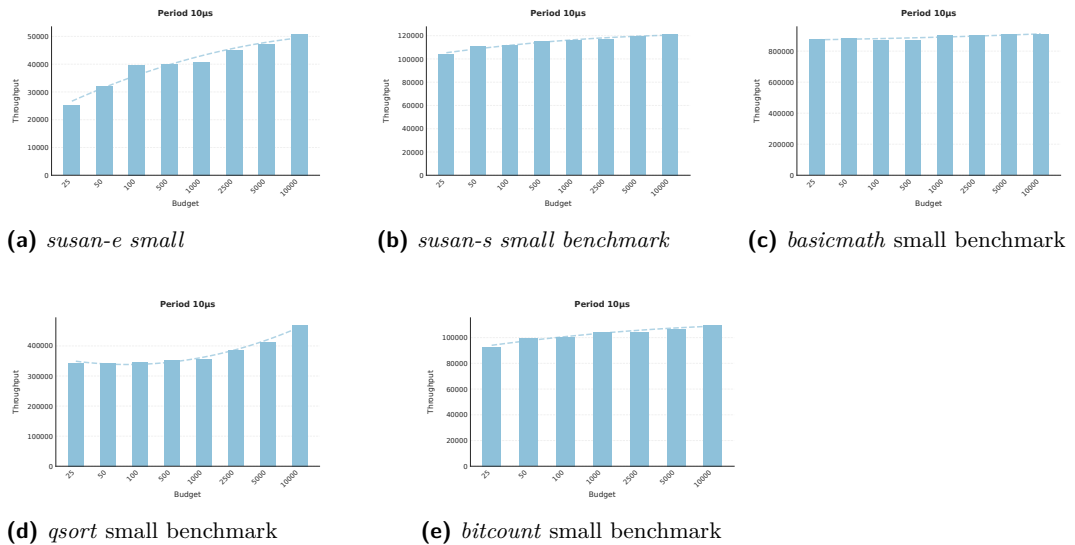 Period 10μs
Throughput
50000
40000
30000
20000
10000
0
25 50 100 500 1000 2500 5000 10000
Budget
(a) susan-e small
Period 10μs
Throughput
120000
100000
80000
60000
40000
20000
0
25 50 100 500 1000 2500 5000 10000
Budget
(b) susan-s small benchmark
Period 10μs
Throughput
800000
600000
400000
200000
0
25 50 100 500 1000 2500 5000 10000
Budget
(c) basicmath small benchmark
Period 10μs
Throughput
400000
300000
200000
100000
0
25 50 100 500 1000 2500 5000 10000
Budget
(d) qsort small benchmark
Period 10μs
Throughput
100000
80000
60000
40000
20000
0
25 50 100 1000 2500 5000 10000
Budget
(e) bitcount small benchmark